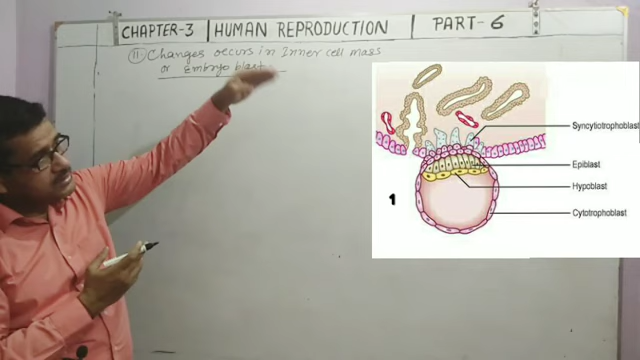 CHAPTER-3 HUMAN REPRODUCTION PART-6
II Changes occurs in Inner cell mass
or Embryo blast
Syncytiotrophoblast
Epiblast
Hypoblast
1
Cytotrophoblast